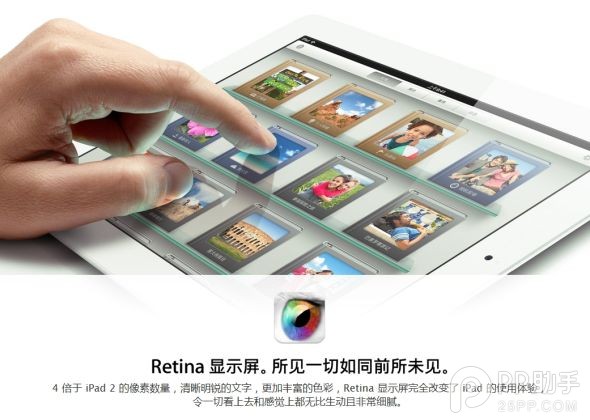 Retina 显示屏。所见一切如同前所未见。
4 倍于 iPad 2 的像素数量，清晰明锐的文字，更加丰富的色彩，Retina 显示屏完全改变了 iPad 的使用体验，
令一切看上去和感觉上都无比生动且非常细腻。
PP助手
25PP.COM